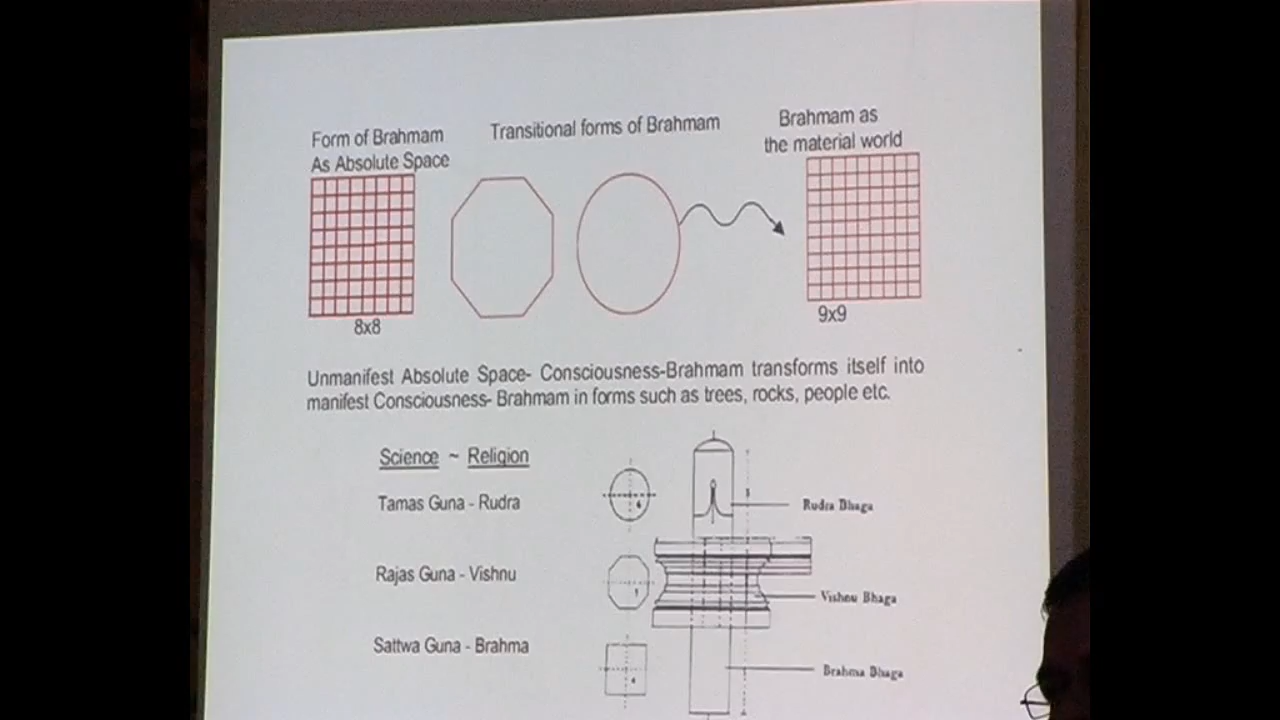 Form of Brahmam
As Absolute Space
Transitional forms of Brahmam
Brahmam as
the material world
8x8
9x9
Unmanifest Absolute Space- Consciousness-Brahmam transforms itself into
manifest Consciousness- Brahmam in forms such as trees, rocks, people etc.
Science ~ Religion
Tamas Guna - Rudra
Rudra Bhaga
Rajas Guna - Vishnu
Vishnu Bhaga
Sattwa Guna - Brahma
Brahma Bhaga